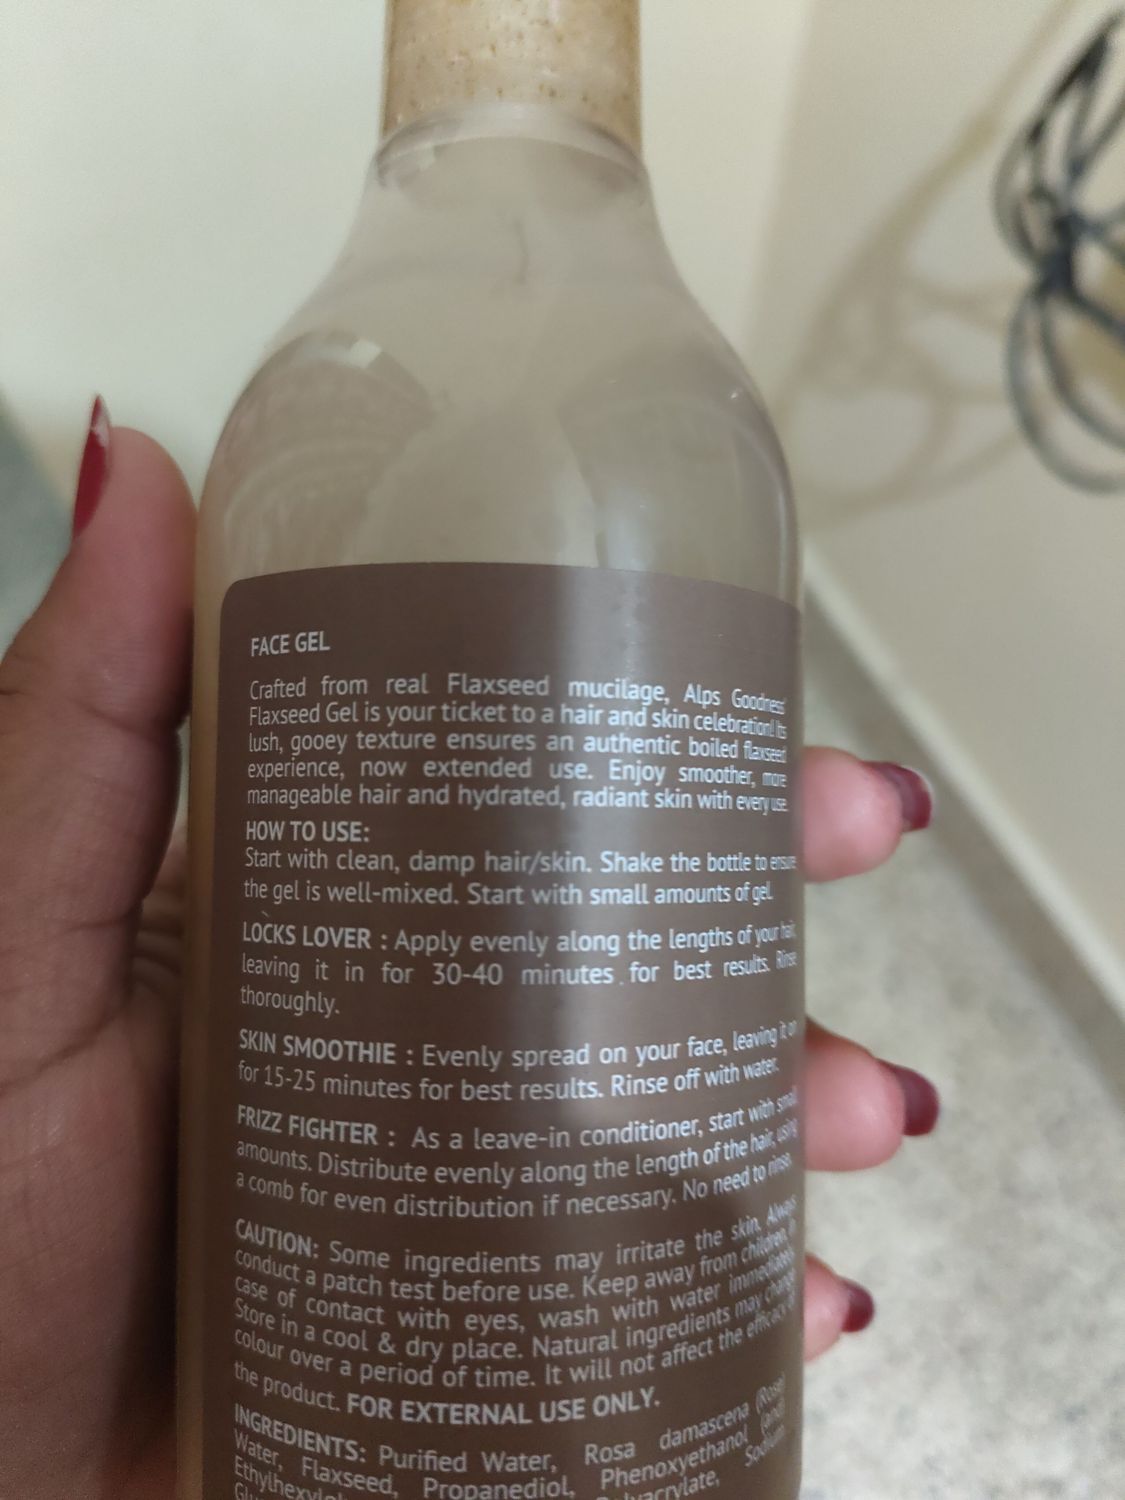 FACE GEL
Crafted from real Flaxseed mucilage, Alps Goodness'
Flaxseed Gel is your ticket to a hair and skin celebration! Its
lush, gooey texture ensures an authentic boiled flaxseed
experience, now extended use. Enjoy smoother, more
manageable hair and hydrated, radiant skin with every use.
HOW TO USE:
Start with clean, damp hair/skin. Shake the bottle to ensure
the gel is well-mixed. Start with small amounts of gel.
LOCKS LOVER : Apply evenly along the lengths of your hair,
leaving it in for 30-40 minutes for best results. Rinse
thoroughly.
SKIN SMOOTHIE : Evenly spread on your face, leaving it on
for 15-25 minutes for best results. Rinse off with water.
FRIZZ FIGHTER : As a leave-in conditioner, start with small
amounts. Distribute evenly along the length of the hair, using
a comb for even distribution if necessary. No need to rinse.
CAUTION: Some ingredients may irritate the skin. Always
conduct a patch test before use. Keep away from children. In
case of contact with eyes, wash with water immediately.
Store in a cool & dry place. Natural ingredients may change
colour over a period of time. It will not affect the efficacy of
the product. FOR EXTERNAL USE ONLY.
INGREDIENTS: Purified Water, Rosa damascena (Rose)
Water, Flaxseed, Propanediol, Phenoxyethanol (and)
Sodium